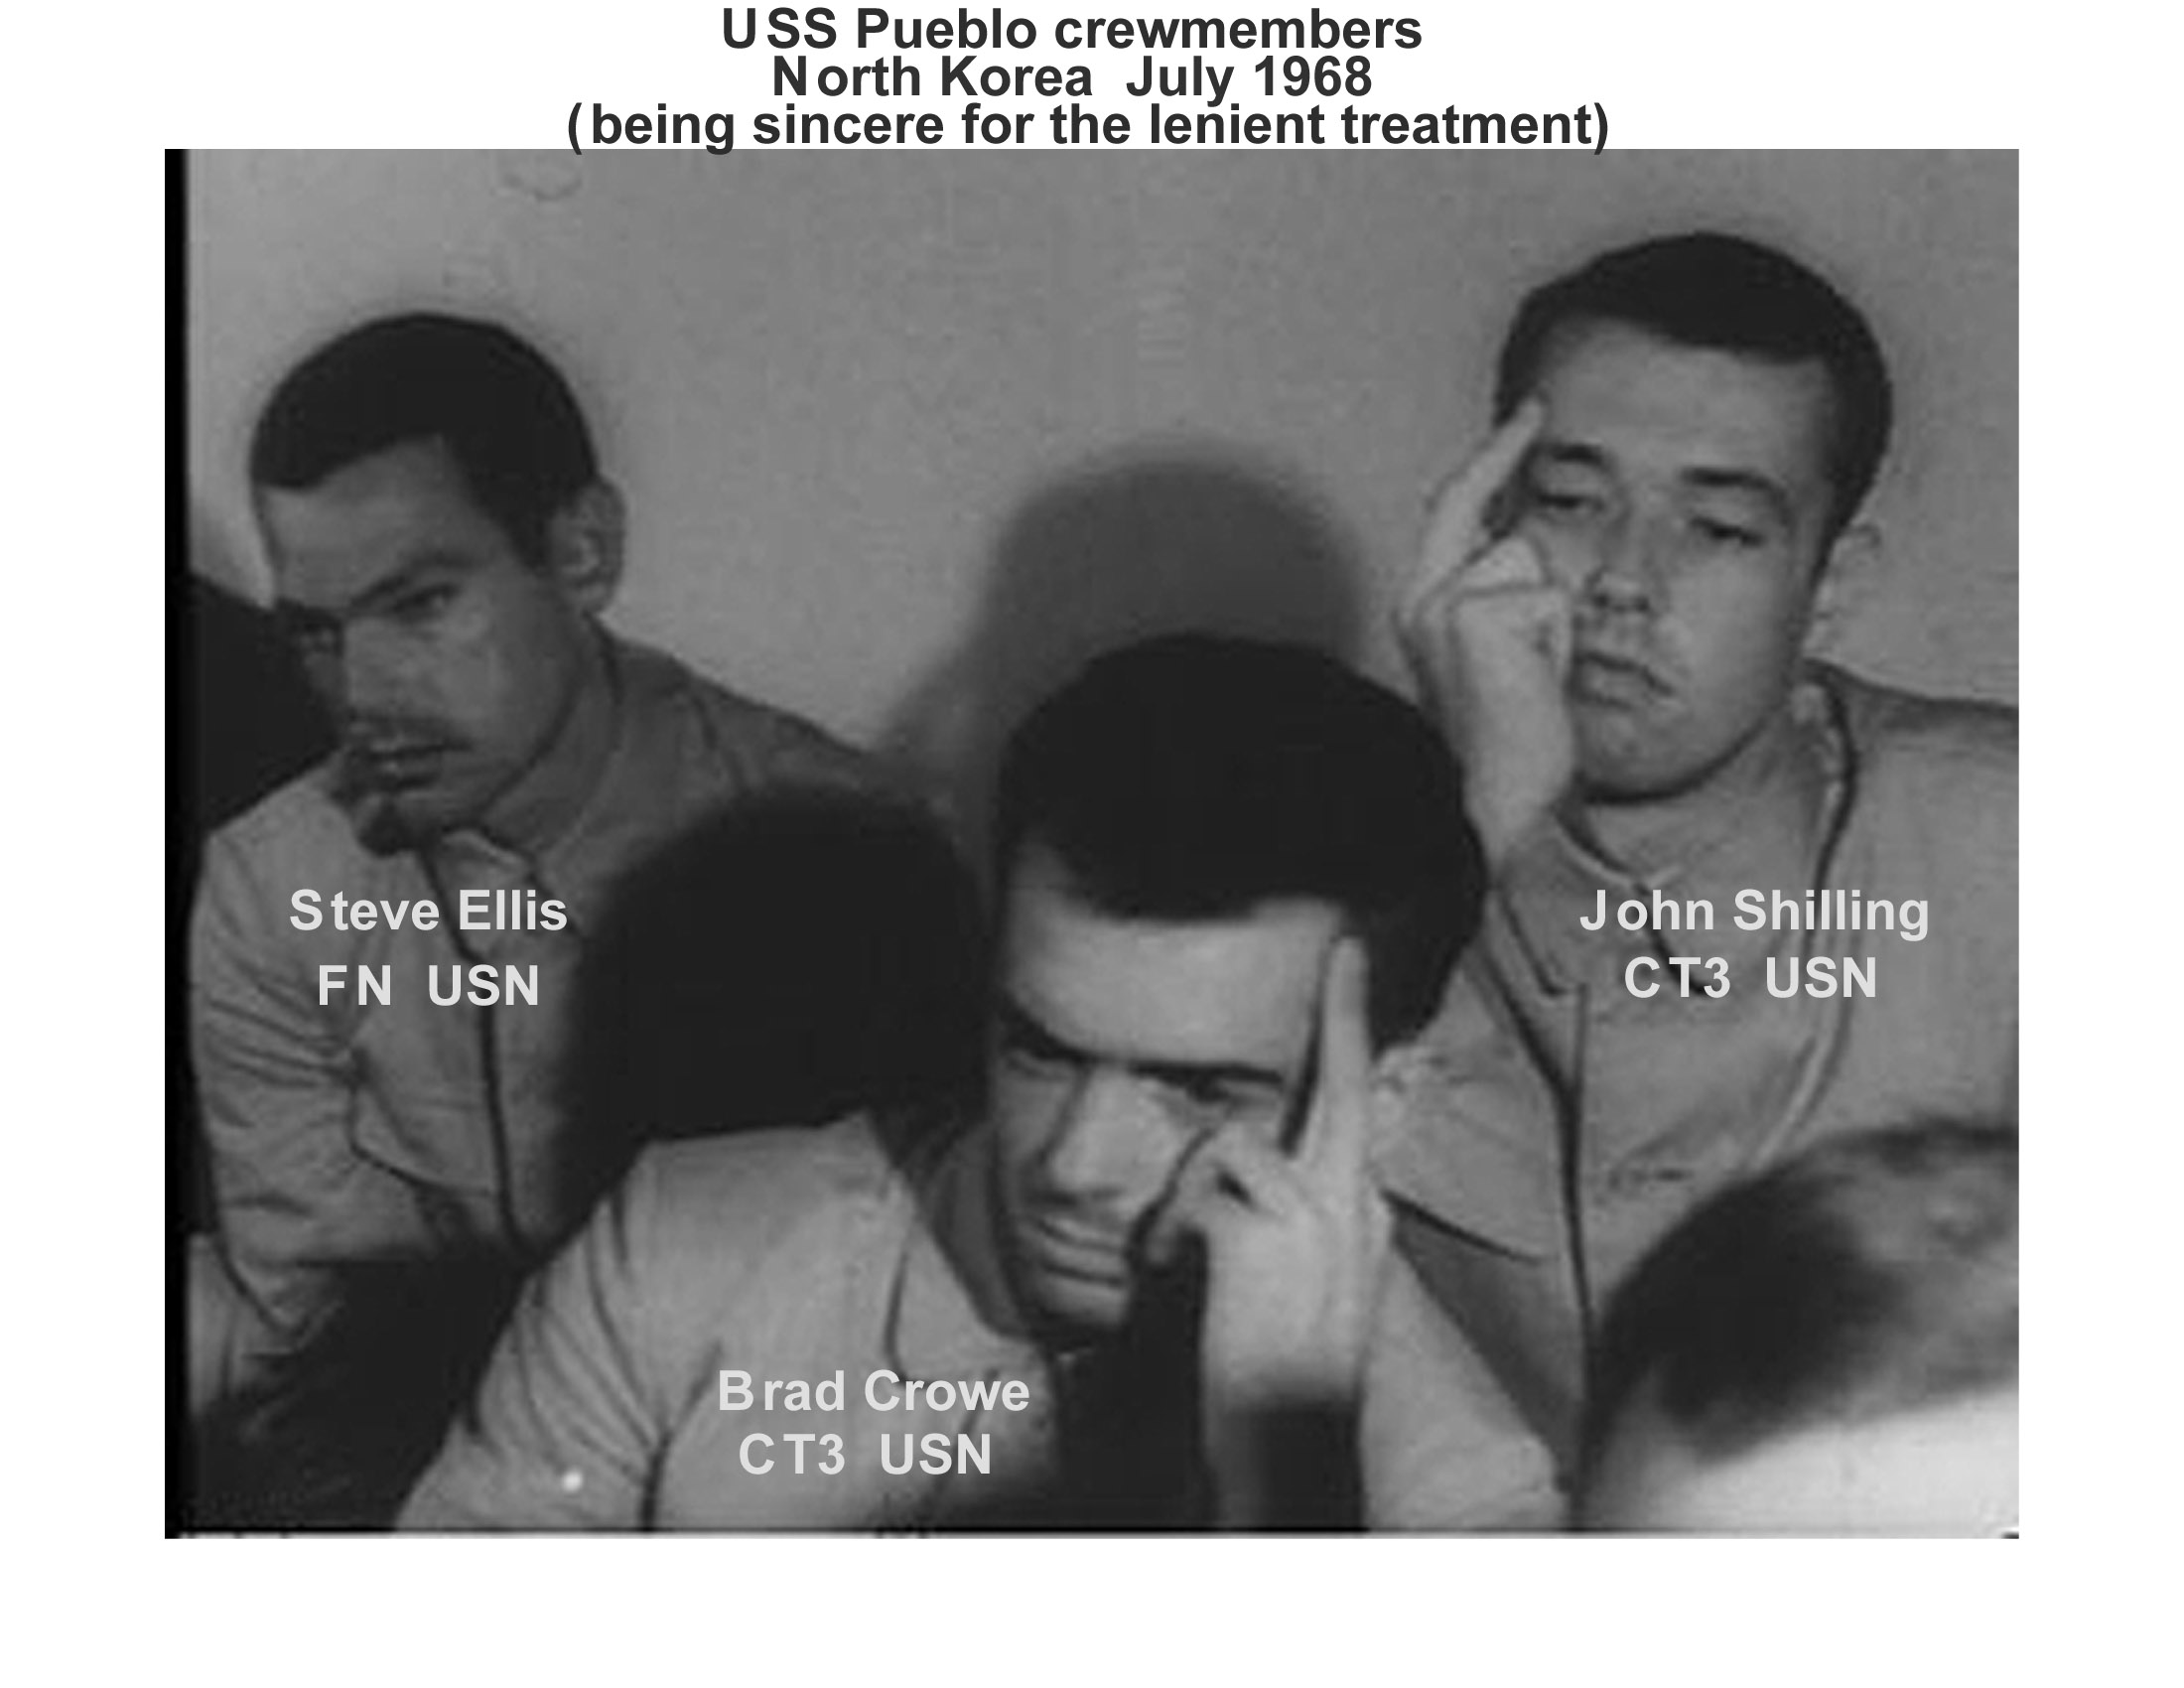 USS Pueblo crewmembers
North Korea July 1968
(being sincere for the lenient treatment)
Steve Ellis
FN USN
John Shilling
CT3 USN
Brad Crowe
CT3 USN